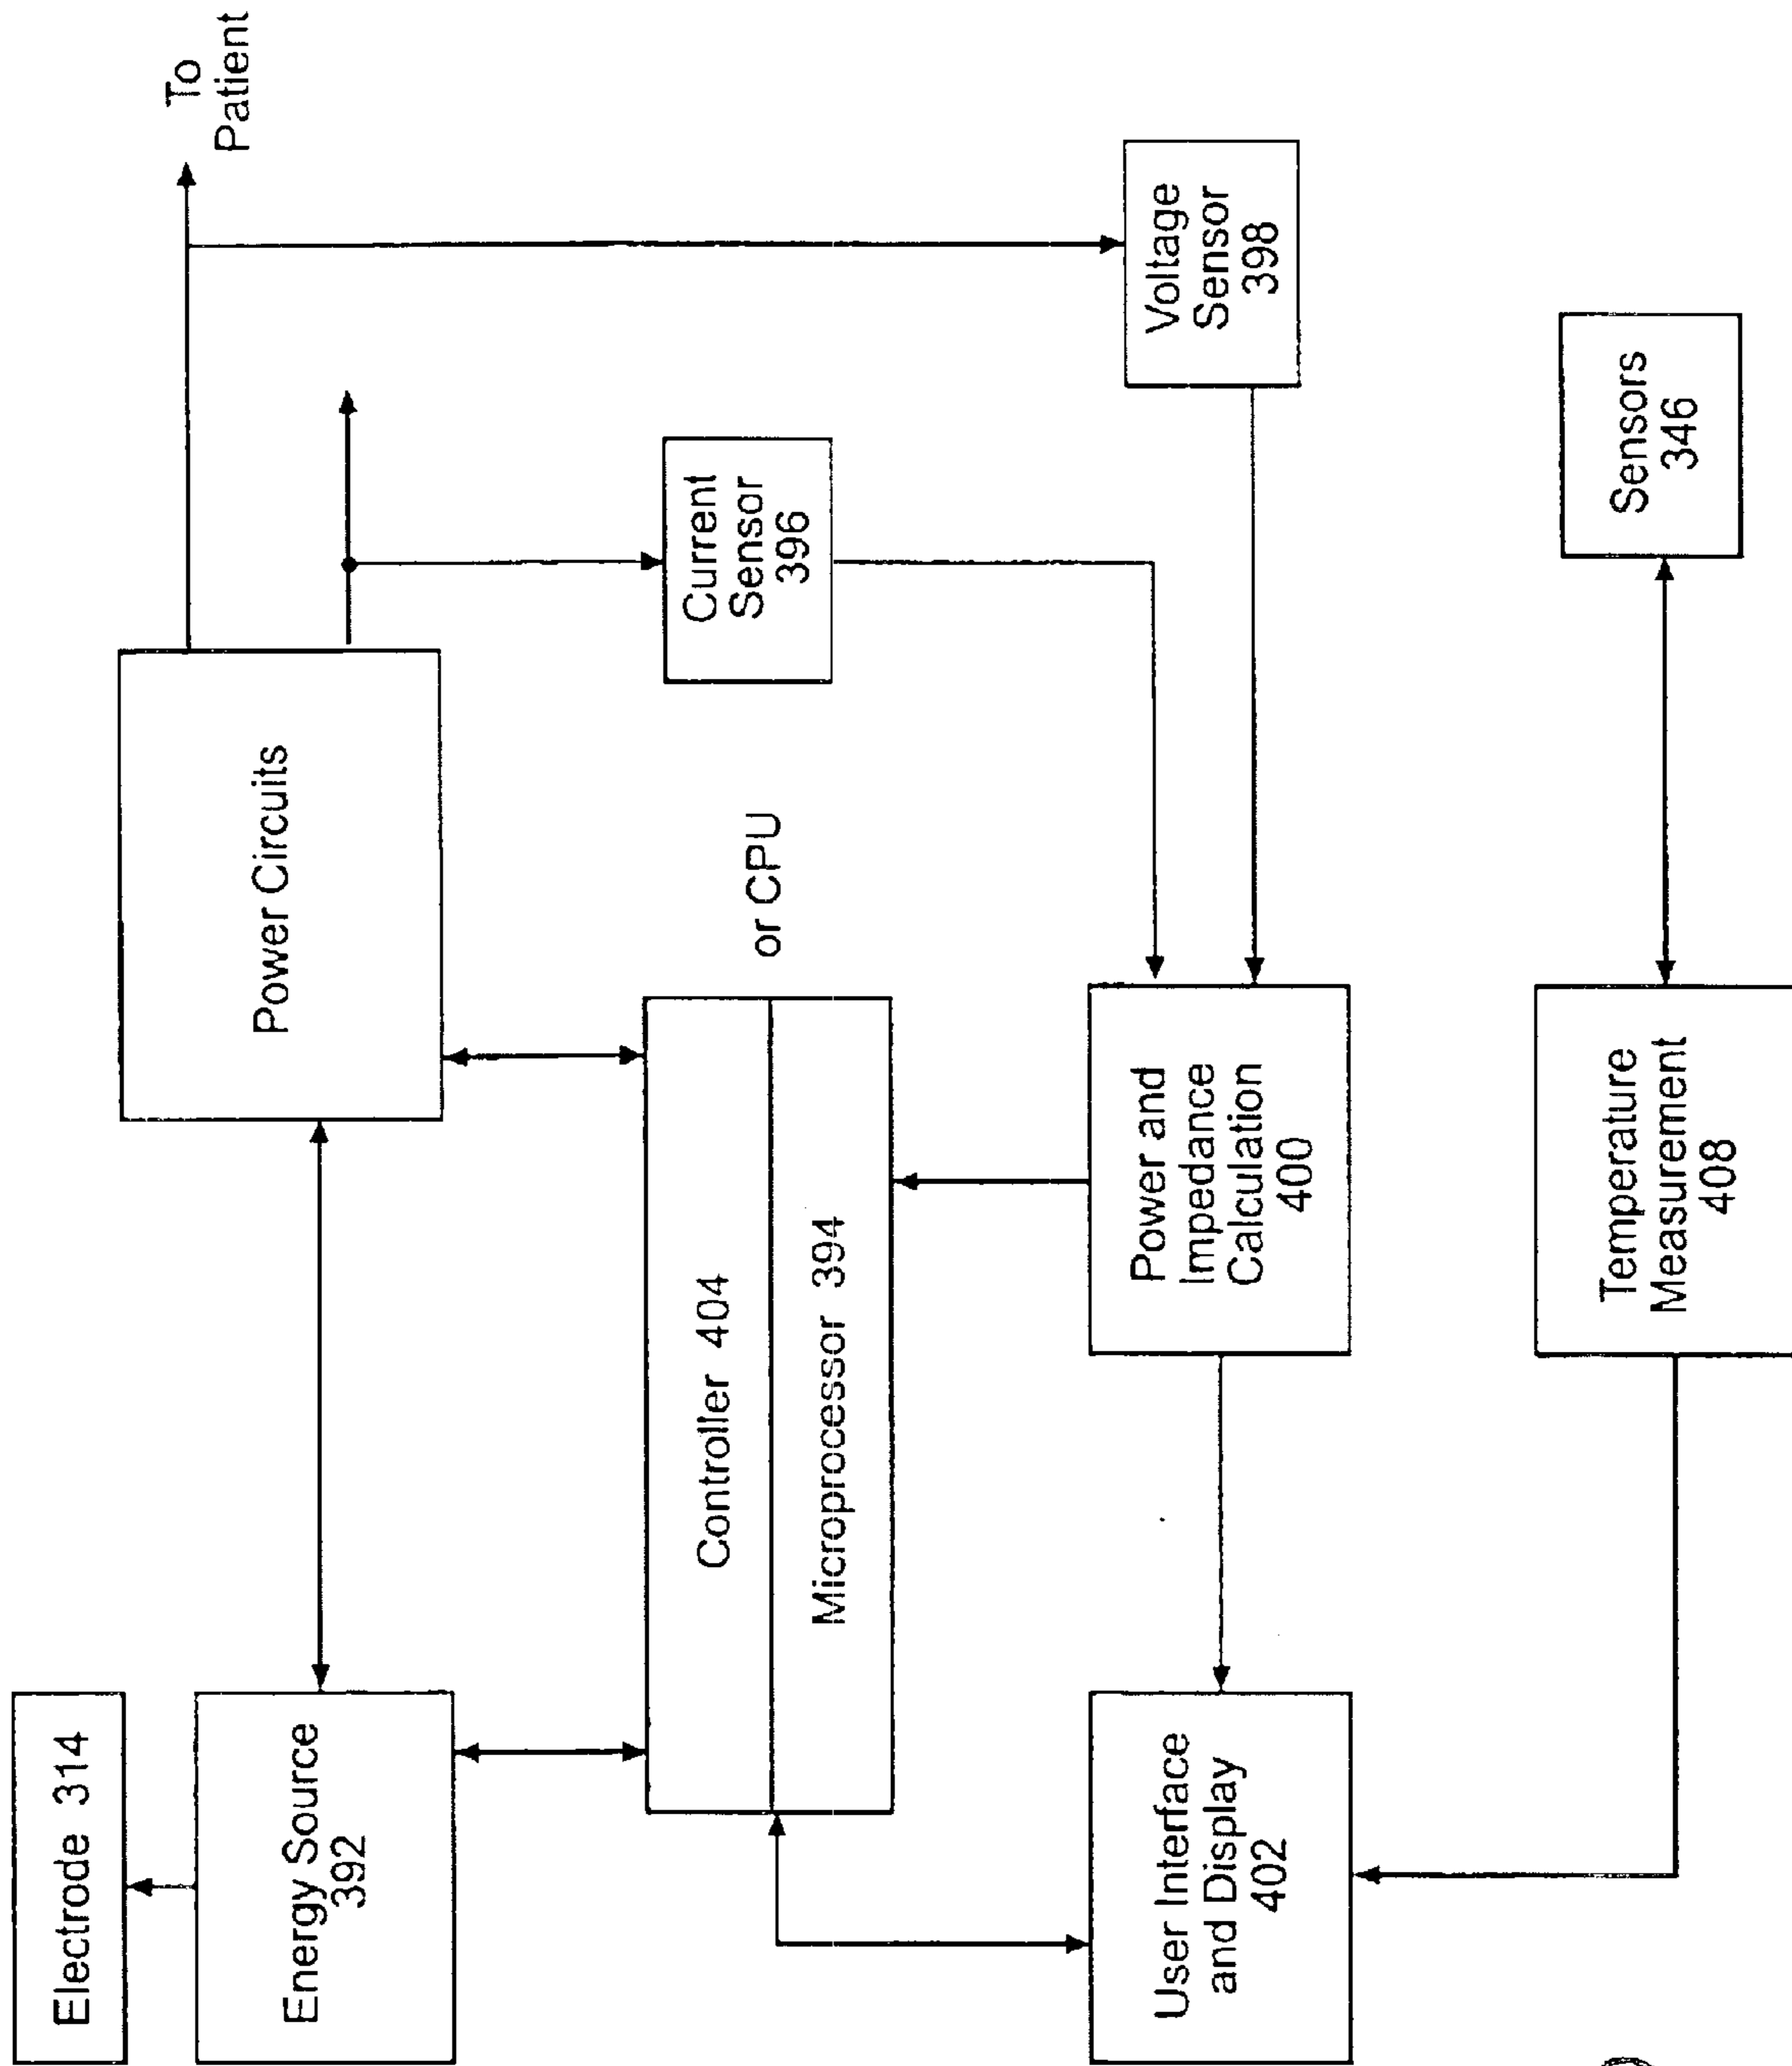 Electrode 314
Energy Source
392
Power Circuits
To
Patient
Controller 404
Microprocessor 394
or CPU
Current
Sensor
396
User Interface
and Display
402
Power and
Impedance
Calculation
400
Voltage
Sensor
398
Temperature
Measurement
408
Sensors
346